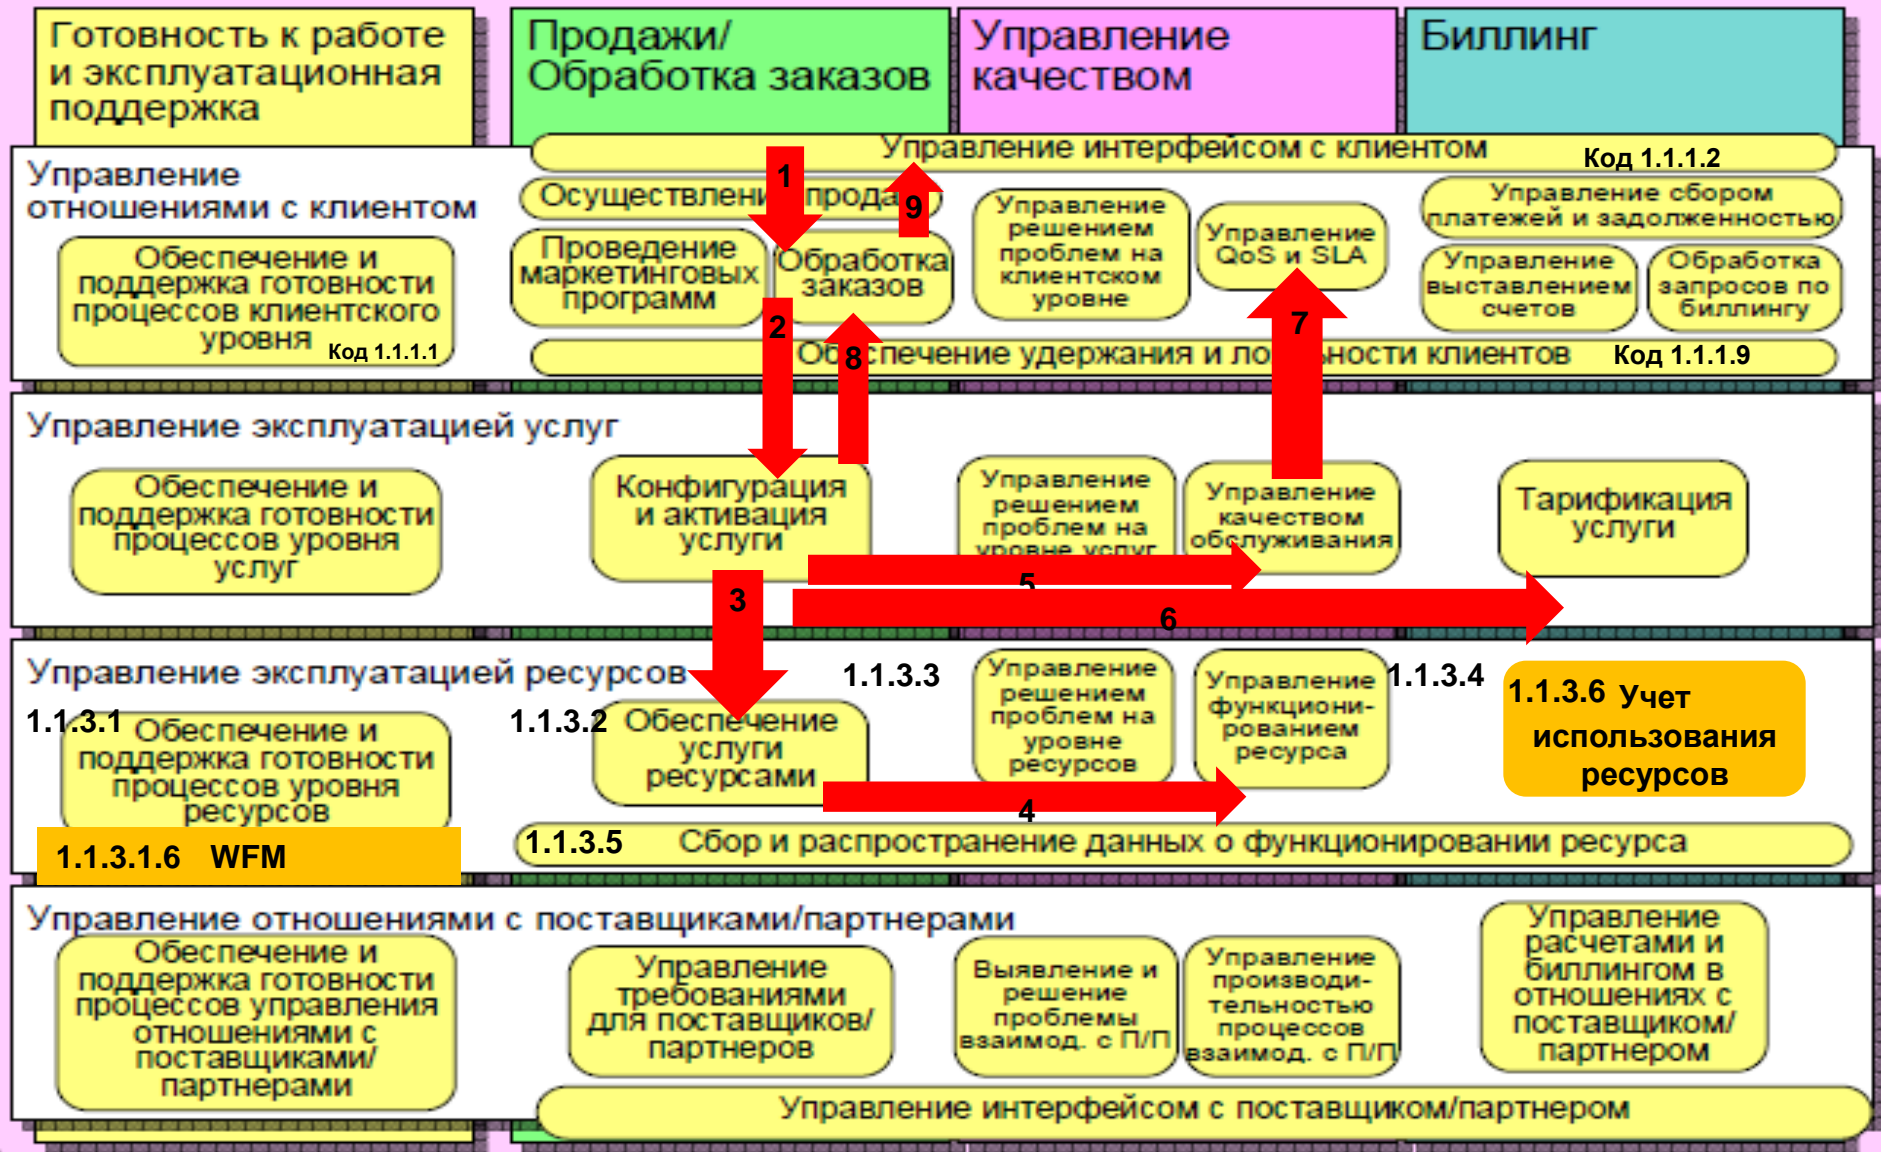 Готовность к работе
и эксплуатационная
поддержка
Продажи/
Обработка заказов
Управление
качеством
Биллинг
Управление интерфейсом с клиентом
Код 1.1.1.2
Управление
отношениями с клиентом
Обеспечение и
поддержка готовности
процессов клиентского
уровня
Код 1.1.1.1
1
9
Проведение
маркетинговых
программ
Обработка
заказов
Управление
решением
проблем на
клиентском
уровне
Управление
QoS и SLA
Управление сбором
платежей и задолженностью
Управление
выставлением
счетов
Обработка
запросов по
биллингу
2
8
7
удержания и
клиентов
Код 1.1.1.9
Управление эксплуатацией услуг
Обеспечение и
поддержка готовности
процессов уровня
услуг
Конфигурация
и активация
услуги
Управление
решением
проблем на
уровне услуг
Управление
качеством
обслуживания
Тарификация
услуги
3
5
6
Управление эксплуатацией ресурсов
1.1.3.1
Обеспечение и
поддержка готовности
процессов уровня
ресурсов
1.1.3.1.6 WFM
1.1.3.2
Обеспечение
услуги
ресурсами
1.1.3.3
Управление
решением
проблем на
уровне
ресурсов
Управление
функциони-
рованием
ресурса
1.1.3.4
1.1.3.6 Учет
использования
ресурсов
4
1.1.3.5
Сбор и распространение данных о функционировании ресурса
Управление отношениями с поставщиками/партнерами
Обеспечение и
поддержка готовности
процессов управления
отношениями с
поставщиками/
партнерами
Управление
требованиями
для поставщиков/
партнеров
Выявление и
решение
проблемы
взаимод. с П/П
Управление
производи-
тельностью
процессов
взаимод. с П/П
Управление
расчетами и
биллингом в
отношениях с
поставщиком/
партнером
Управление интерфейсом с поставщиком/партнером